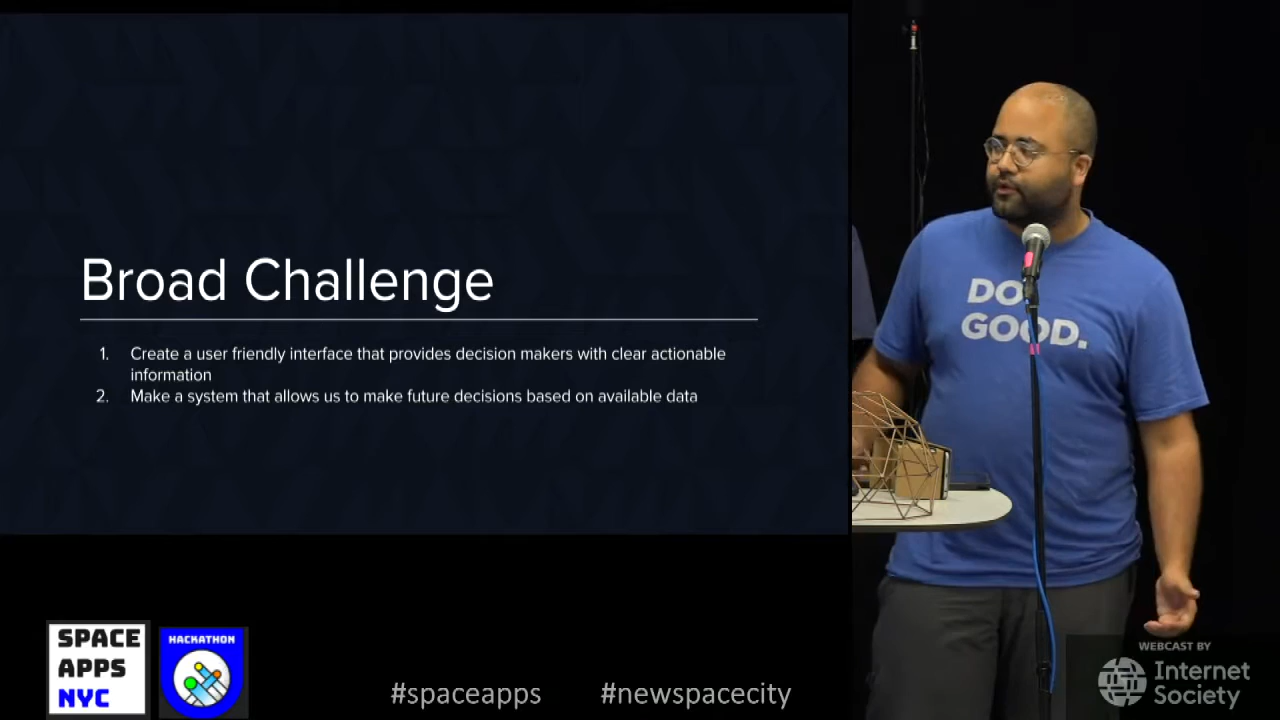 Broad Challenge
1. Create a user friendly interface that provides decision makers with clear actionable
information
2. Make a system that allows us to make future decisions based on available data
DO
GOOD.
SPACE
APPS
NYC
HACKATHON
#spaceapps #newspacecity
WEBCAST BY
Internet
Society